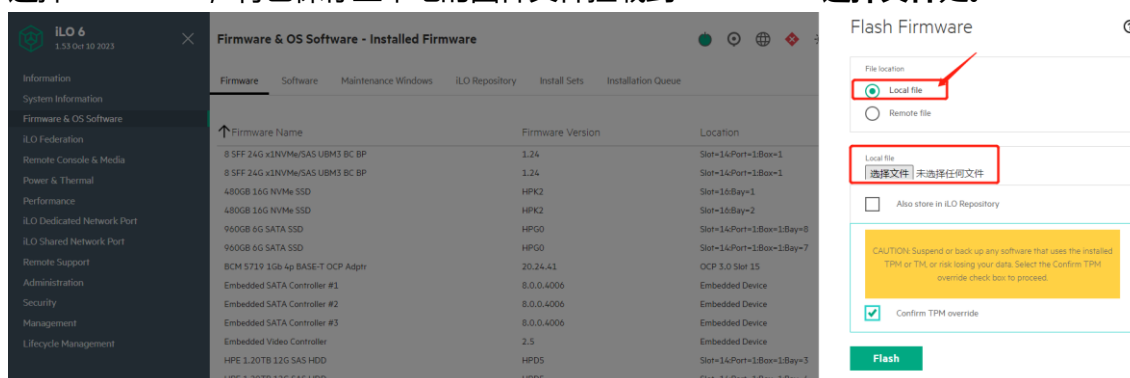 iLO 6
1.53 Oct 10 2023
Information
System Information
Firmware & OS Software
iLO Federation
Remote Console & Media
Power & Thermal
Performance
iLO Dedicated Network Port
iLO Shared Network Port
Remote Support
Administration
Security
Management
Lifecycle Management
Firmware & OS Software - Installed Firmware
Firmware Software Maintenance Windows iLO Repository Install Sets Installation Queue
Firmware Name Firmware Version Location
8 SFF 24G x1NVMe/SAS UBM3 BC BP 1.24 Slot=14:Port=1:Box=1
8 SFF 24G x1NVMe/SAS UBM3 BC BP 1.24 Slot=14:Port=1:Box=1
480GB 16G NVMe SSD HPK2 Slot=16:Bay=1
480GB 16G NVMe SSD HPK2 Slot=16:Bay=2
960GB 6G SATA SSD HPG0 Slot=14:Port=1:Box=1:Bay=8
960GB 6G SATA SSD HPG0 Slot=14:Port=1:Box=1:Bay=7
BCM 5719 1Gb 4p BASE-T OCP Adptr 20.24.41 OCP 3.0 Slot 15
Embedded SATA Controller #1 8.0.0.4006 Embedded Device
Embedded SATA Controller #2 8.0.0.4006 Embedded Device
Embedded SATA Controller #3 8.0.0.4006 Embedded Device
Embedded Video Controller 2.5 Embedded Device
HPE 1.20TB 12G SAS HDD HPD5 Slot=14:Port=1:Box=1:Bay=3
Flash Firmware
File location
Local file
Remote file
Local file
选择文件 未选择任何文件
Also store in iLO Repository
CAUTION: Suspend or back up any software that uses the installed
TPM or TM, or risk losing your data. Select the Confirm TPM
override check box to proceed.
Confirm TPM override
Flash